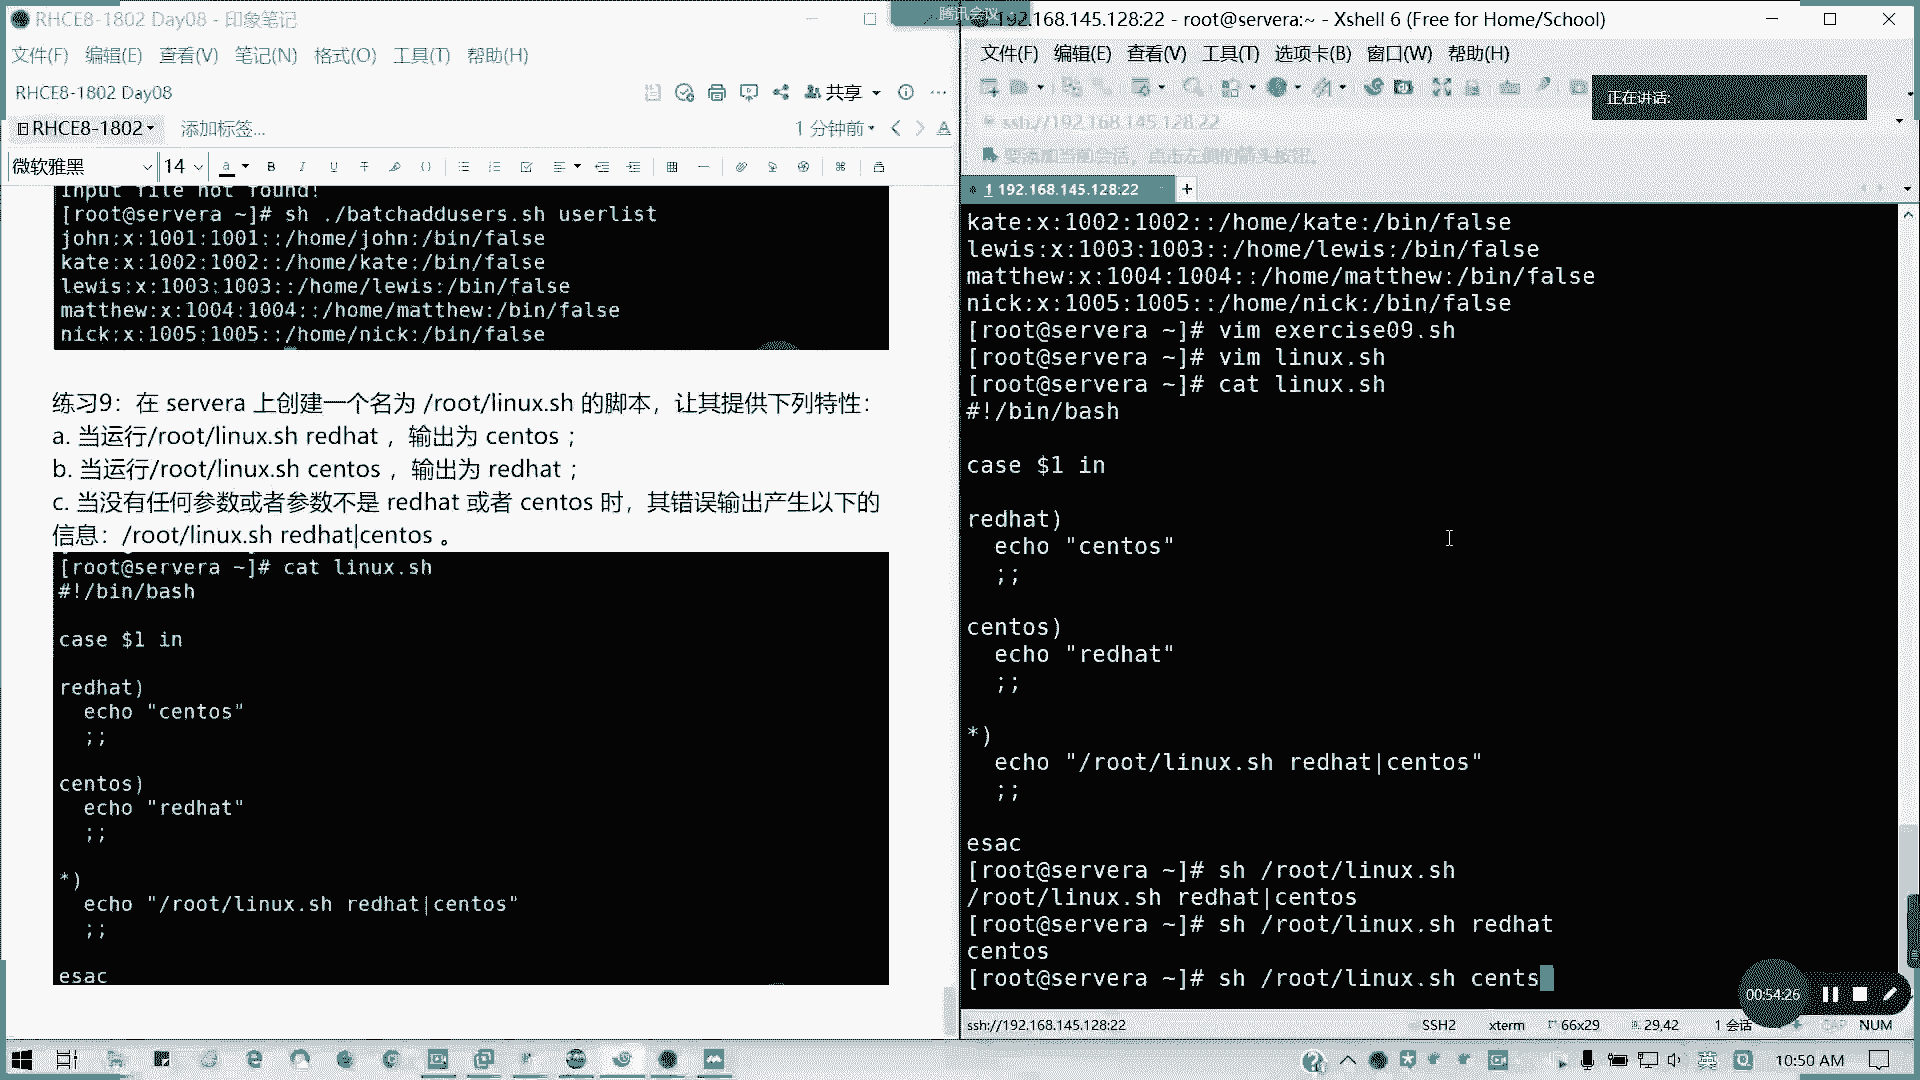 RHCE8-1802 Day08 - 印象笔记
文件(F) 编辑(E) 查看(V) 笔记(N) 格式(O) 工具(T) 帮助(H)
RHCE8-1802 Day08
共享
RHCE8-1802
添加标签...
1 分钟前
微软雅黑
14
Input file not found!
[root@servera ~]# sh ./batchaddusers.sh userlist
john:x:1001:1001::/home/john:/bin/false
kate:x:1002:1002::/home/kate:/bin/false
lewis:x:1003:1003::/home/lewis:/bin/false
matthew:x:1004:1004::/home/matthew:/bin/false
nick:x:1005:1005::/home/nick:/bin/false
练习9：在 servera 上创建一个名为 /root/linux.sh 的脚本，让其提供下列特性：
a. 当运行/root/linux.sh redhat ，输出为 centos ；
b. 当运行/root/linux.sh centos ，输出为 redhat ；
c. 当没有任何参数或者参数不是 redhat 或者 centos 时，其错误输出产生以下的
信息：/root/linux.sh redhat|centos 。
[root@servera ~]# cat linux.sh
#!/bin/bash
case $1 in
redhat)
echo "centos"
;;
centos)
echo "redhat"
;;
*)
echo "/root/linux.sh redhat|centos"
;;
esac
腾讯会议
192.168.145.128:22 - root@servera:~ - Xshell 6 (Free for Home/School)
文件(F) 编辑(E) 查看(V) 工具(T) 选项卡(B) 窗口(W) 帮助(H)
正在讲话:
ssh://192.168.145.128:22
要添加当前会话，点击左侧的箭头按钮。
1 192.168.145.128:22
kate:x:1002:1002::/home/kate:/bin/false
lewis:x:1003:1003::/home/lewis:/bin/false
matthew:x:1004:1004::/home/matthew:/bin/false
nick:x:1005:1005::/home/nick:/bin/false
[root@servera ~]# vim exercise09.sh
[root@servera ~]# vim linux.sh
[root@servera ~]# cat linux.sh
#!/bin/bash
case $1 in
redhat)
echo "centos"
;;
centos)
echo "redhat"
;;
*)
echo "/root/linux.sh redhat|centos"
;;
esac
[root@servera ~]# sh /root/linux.sh
/root/linux.sh redhat|centos
[root@servera ~]# sh /root/linux.sh redhat
centos
[root@servera ~]# sh /root/linux.sh cents
00:54:26
ssh://192.168.145.128:22 SSH2 xterm 66x29 29,42 1 会话 CAP NUM
英
10:50 AM